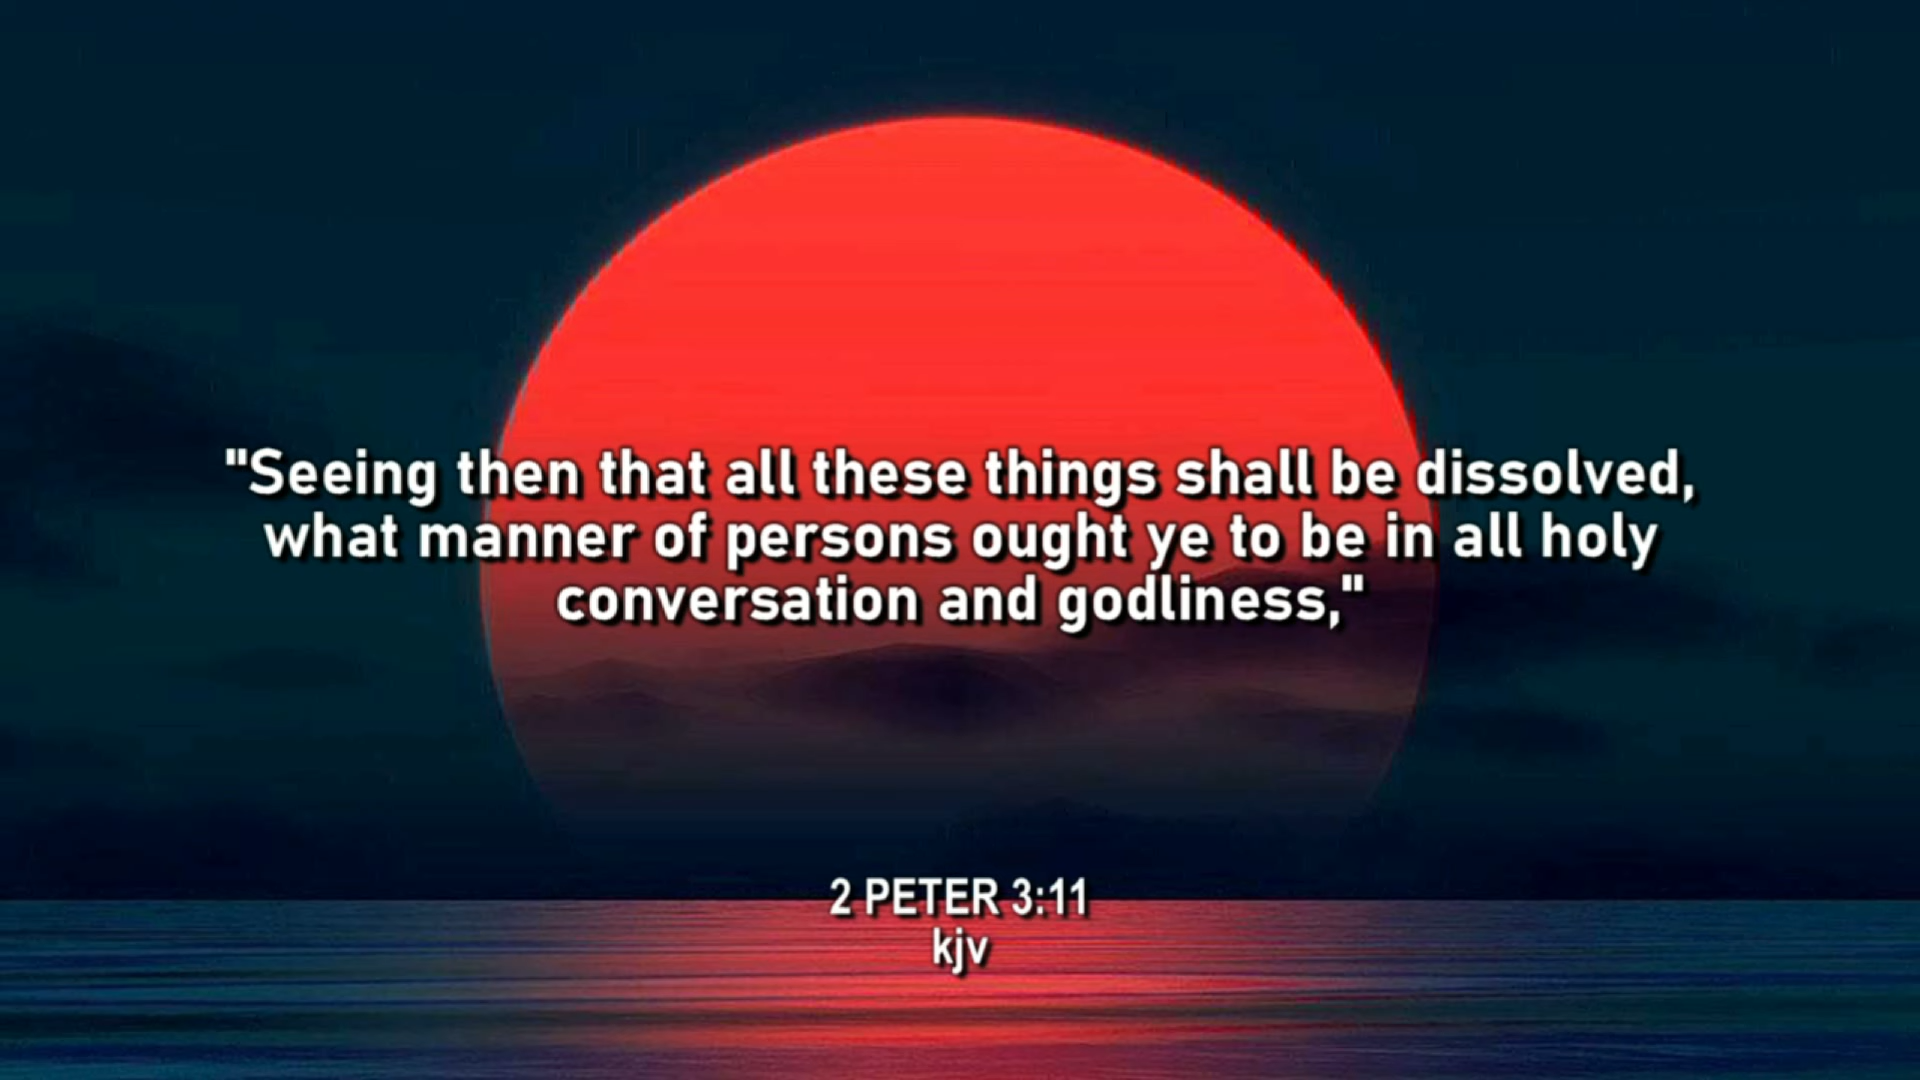 "Seeing then that all these things shall be dissolved,
what manner of persons ought ye to be in all holy
conversation and godliness,"
2 PETER 3:11
kjv